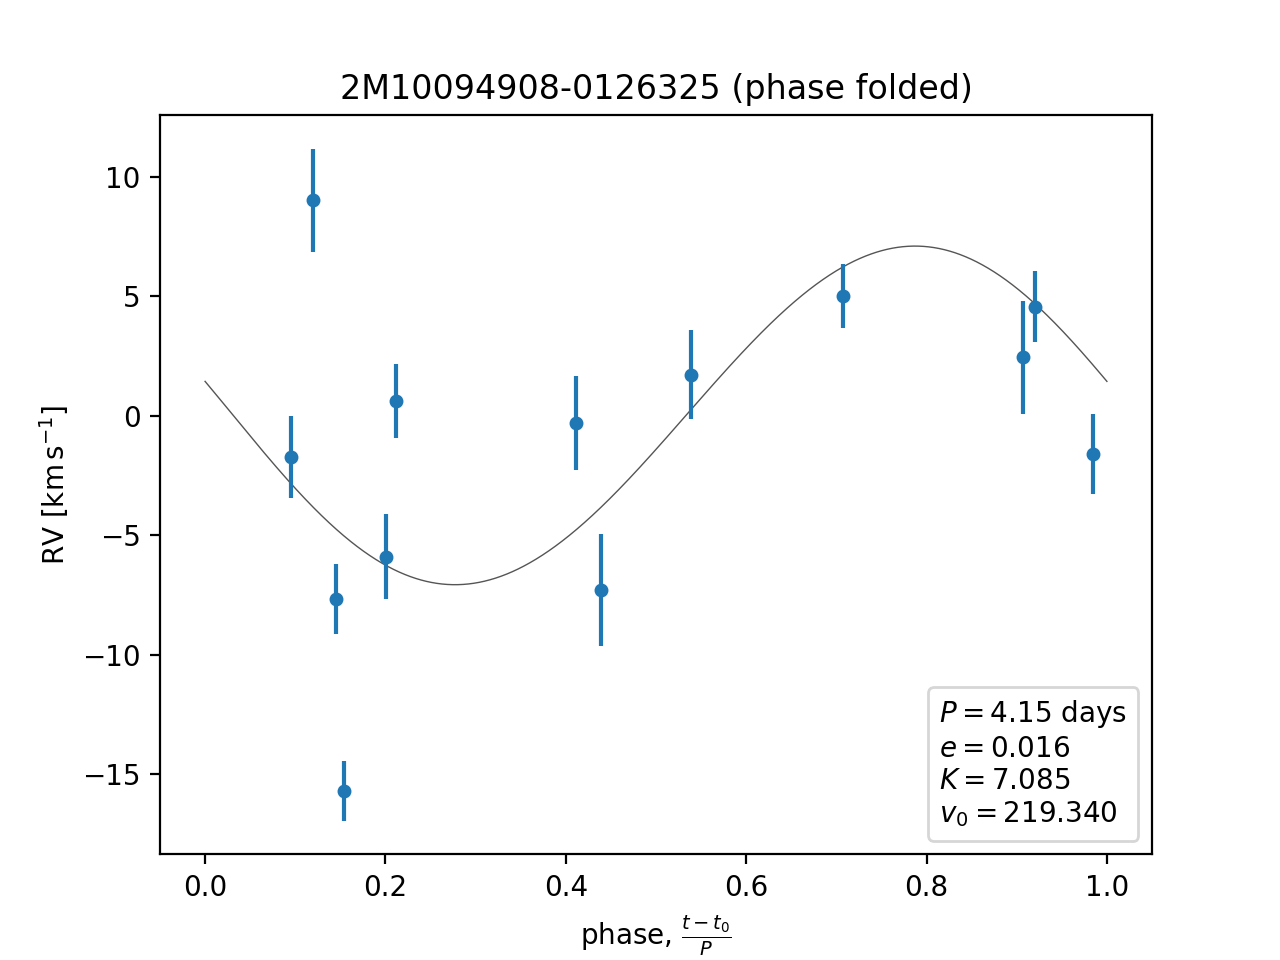 2M10094908-0126325 (phase folded)
RV [km s⁻¹]
10
5
0
−5
−10
−15
P = 4.15 days
e = 0.016
K = 7.085
v₀ = 219.340
0.0 0.2 0.4 0.6 0.8 1.0
phase, (t − t₀)/P